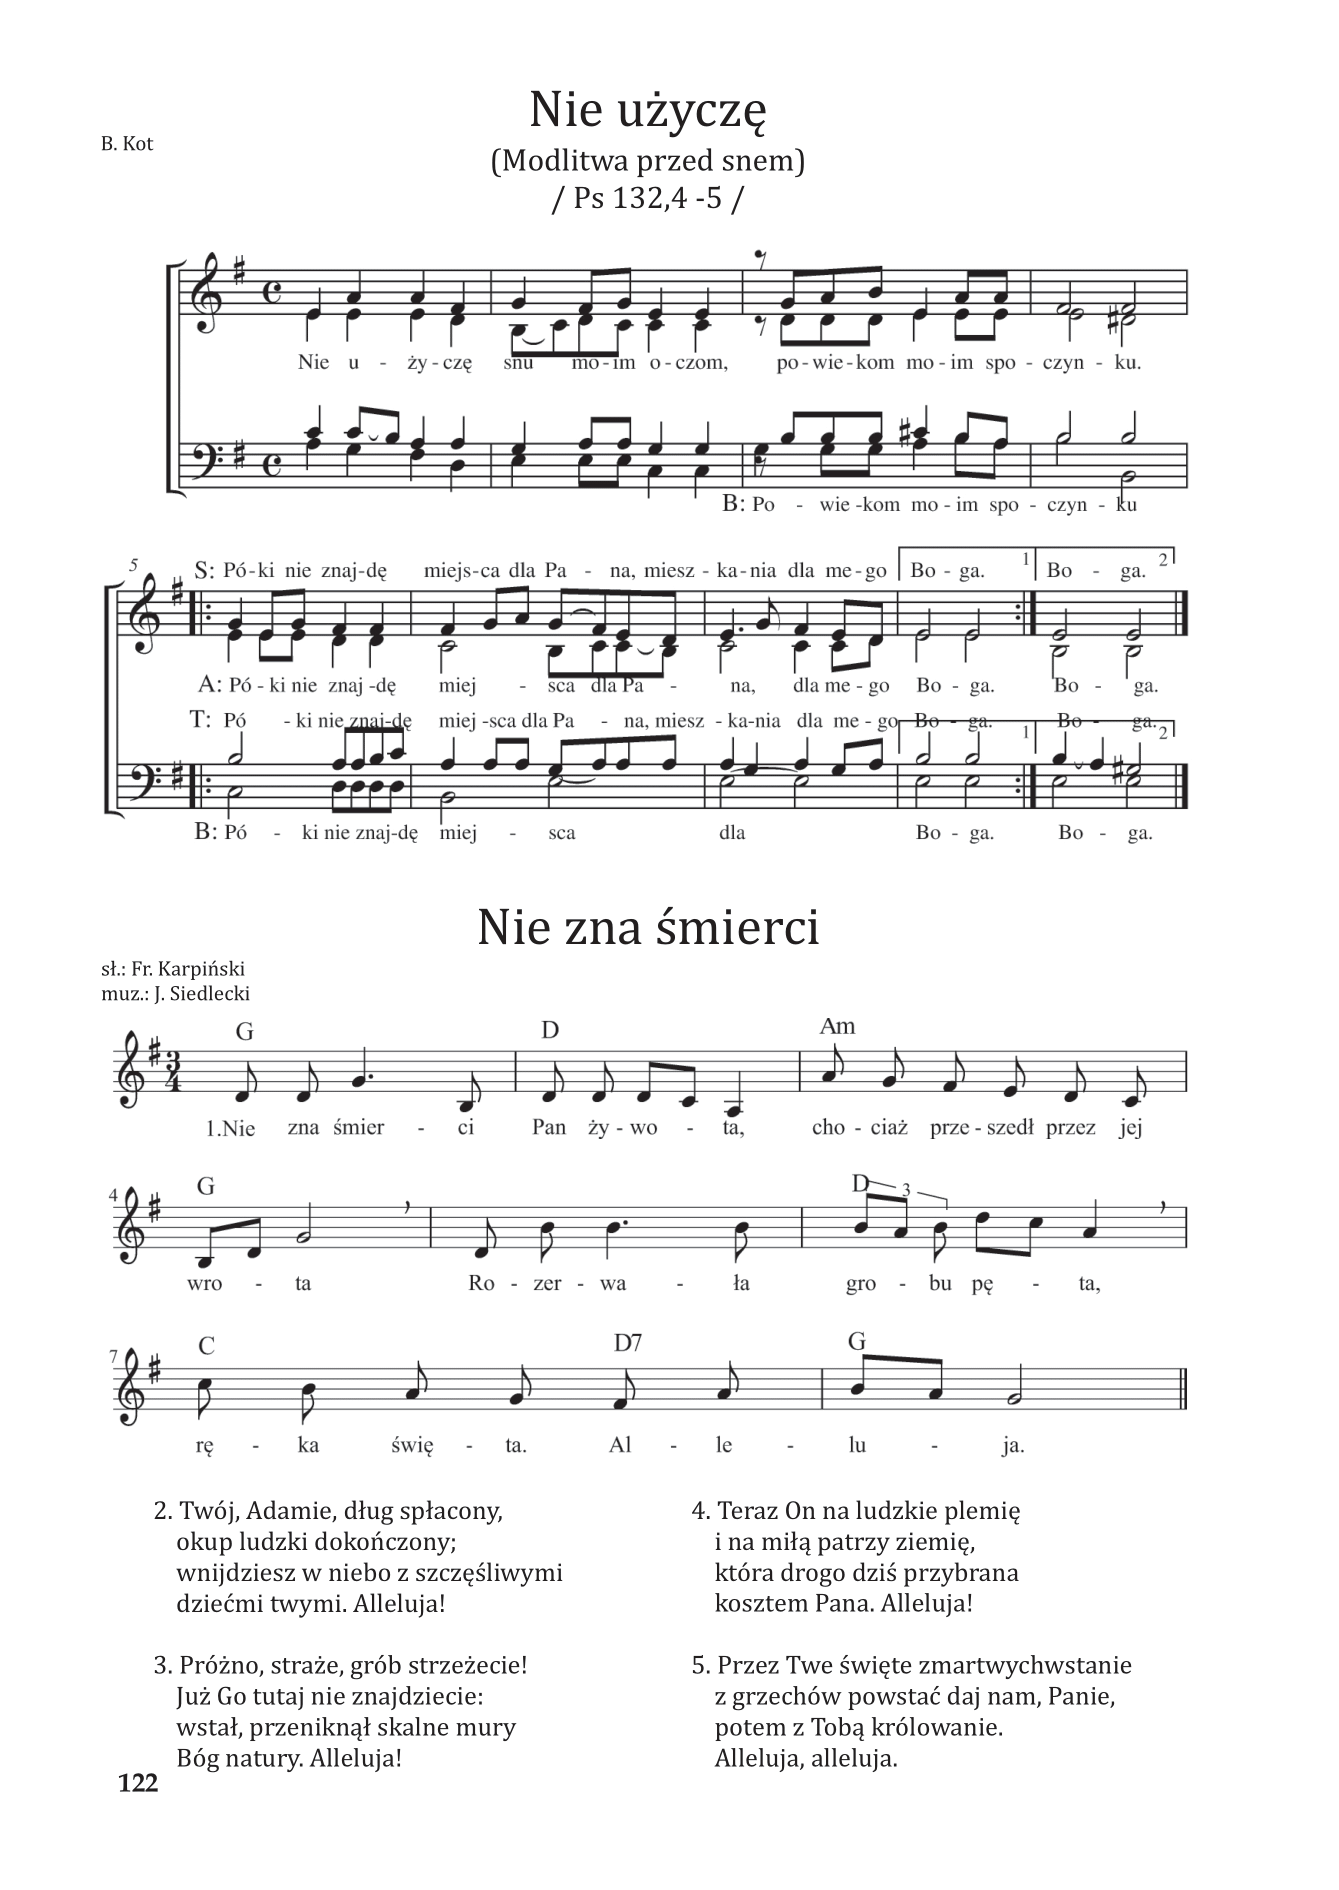 Nie użyczę
B. Kot
(Modlitwa przed snem)
/ Ps 132,4 -5 /
Nie u - ży - czę snu mo - im o - czom, po - wie - kom mo - im spo - czyn - ku.
B: Po - wie - kom mo - im spo - czyn - ku
5
S: Pó - ki nie znaj - dę miejs - ca dla Pa - na, miesz - ka - nia dla me - go Bo - ga. 1 Bo - ga. 2
A: Pó - ki nie znaj - dę miej - sca dla Pa - na, dla me - go Bo - ga. Bo - ga.
T: Pó - ki nie znaj - dę miej - sca dla Pa - na, miesz - ka - nia dla me - go Bo - ga. 1 Bo - ga. 2
B: Pó - ki nie znaj - dę miej - sca dla Bo - ga. Bo - ga.
Nie zna śmierci
sł.: Fr. Karpiński
muz.: J. Siedlecki
G D Am
3
4
1.Nie zna śmier - ci Pan ży - wo - ta, cho - ciaż prze - szedł przez jej
4 G D 3
wro - ta Ro - zer - wa - ła gro - bu pę - ta,
7 C D7 G
rę - ka świę - ta. Al - le - lu - ja.
2. Twój, Adamie, dług spłacony,
okup ludzki dokończony;
wnijdziesz w niebo z szczęśliwymi
dziećmi twymi. Alleluja!
3. Próżno, straże, grób strzeżecie!
Już Go tutaj nie znajdziecie:
wstał, przeniknął skalne mury
Bóg natury. Alleluja!
4. Teraz On na ludzkie plemię
i na miłą patrzy ziemię,
która drogo dziś przybrana
kosztem Pana. Alleluja!
5. Przez Twe święte zmartwychwstanie
z grzechów powstać daj nam, Panie,
potem z Tobą królowanie.
Alleluja, alleluja.
122